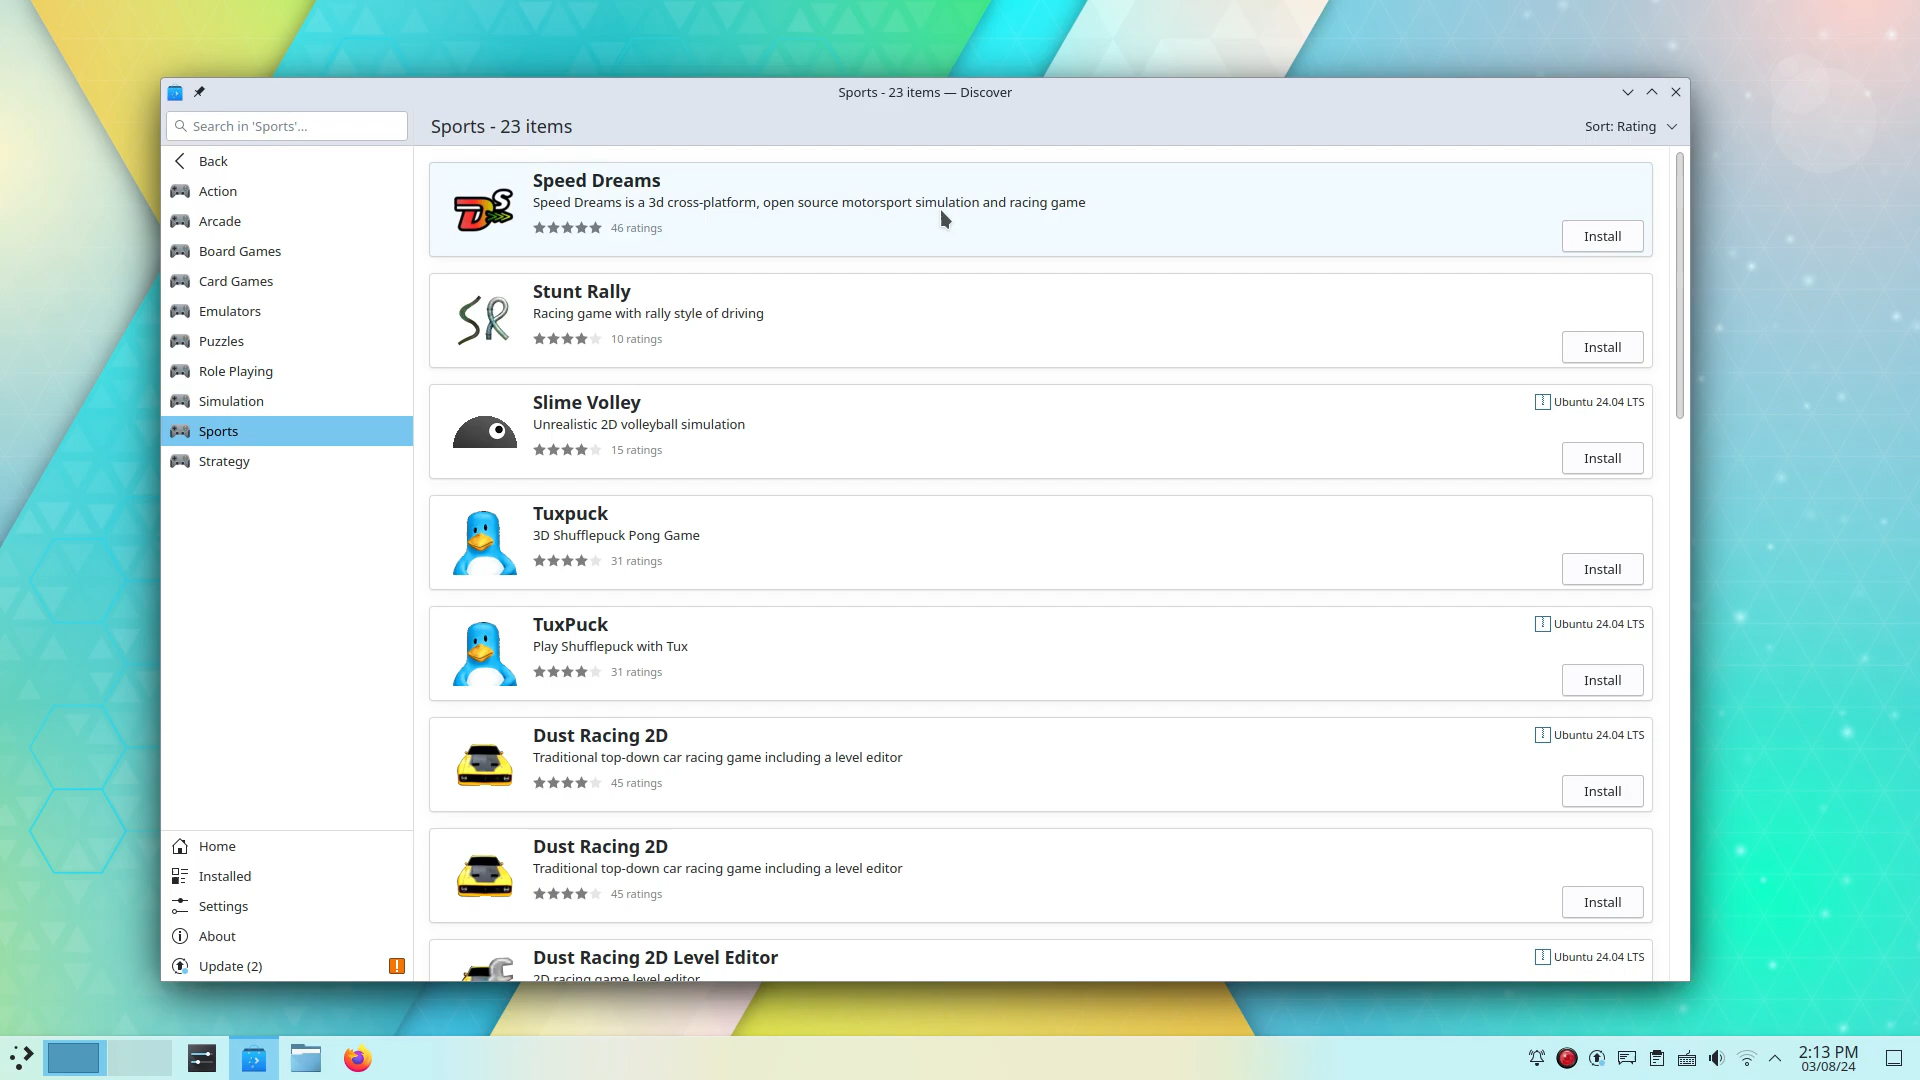 Sports - 23 items — Discover
Search in 'Sports'...
Sports - 23 items
Sort: Rating
Back
Action
Arcade
Board Games
Card Games
Emulators
Puzzles
Role Playing
Simulation
Sports
Strategy
Home
Installed
Settings
About
Update (2)
Speed Dreams
Speed Dreams is a 3d cross-platform, open source motorsport simulation and racing game
46 ratings
Install
Stunt Rally
Racing game with rally style of driving
10 ratings
Install
Slime Volley
Ubuntu 24.04 LTS
Unrealistic 2D volleyball simulation
15 ratings
Install
Tuxpuck
3D Shufflepuck Pong Game
31 ratings
Install
TuxPuck
Ubuntu 24.04 LTS
Play Shufflepuck with Tux
31 ratings
Install
Dust Racing 2D
Ubuntu 24.04 LTS
Traditional top-down car racing game including a level editor
45 ratings
Install
Dust Racing 2D
Traditional top-down car racing game including a level editor
45 ratings
Install
Dust Racing 2D Level Editor
Ubuntu 24.04 LTS
2D racing game level editor
2:13 PM
03/08/24